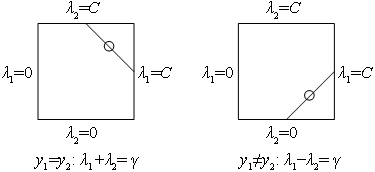 λ₂=C λ₂=C
λ₁=0 λ₁=C λ₁=0 λ₁=C
λ₂=0 λ₂=0
y₁=y₂: λ₁+λ₂= γ y₁≠y₂: λ₁−λ₂= γ